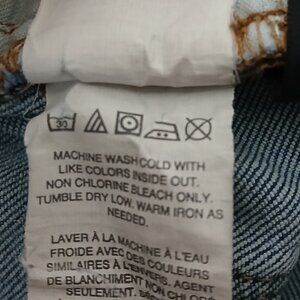 30
MACHINE WASH COLD WITH
LIKE COLORS INSIDE OUT.
NON CHLORINE BLEACH ONLY.
TUMBLE DRY LOW. WARM IRON AS
NEEDED.
LAVER À LA MACHINE À L'EAU
FROIDE AVEC DES COULEURS
SIMILAIRES À L'ENVERS. AGENT
DE BLANCHIMENT NON CHLORÉ
SEULEMENT.